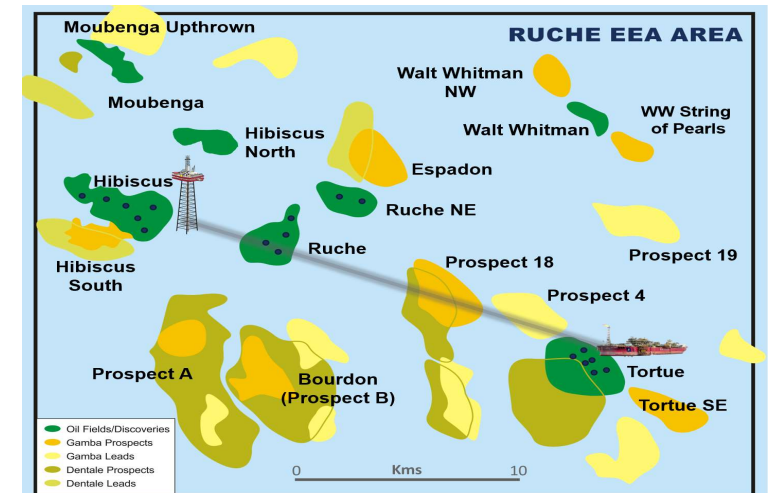 RUCHE EEA AREA
Moubenga Upthrown
Moubenga
Walt Whitman
NW
Walt Whitman
WW String
of Pearls
Hibiscus
North
Espadon
Hibiscus
Ruche NE
Ruche
Prospect 19
Hibiscus
South
Prospect 18
Prospect 4
Prospect A
Bourdon
(Prospect B)
Tortue
Tortue SE
Oil Fields/Discoveries
Gamba Prospects
Gamba Leads
Dentale Prospects
Dentale Leads
0 Kms 10